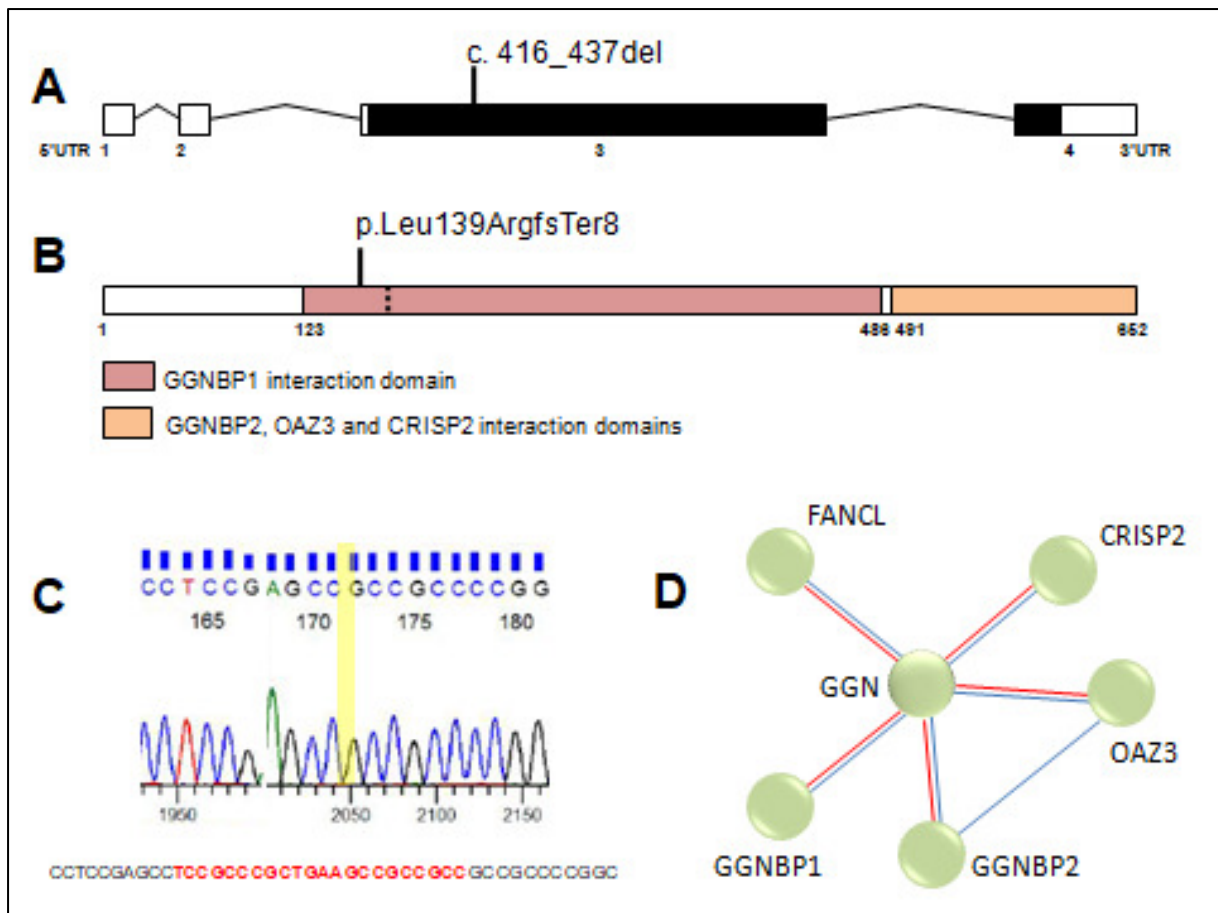 c. 416_437del
A
5'UTR 1 2 3 4 3'UTR
p.Leu139ArgfsTer8
B
1 123 486 491 652
GGNBP1 interaction domain
GGNBP2, OAZ3 and CRISP2 interaction domains
C
CCTCCGAGCCGCCGCCCCGG
165 170 175 180
1950 2050 2100 2150
CCTCCGAGCCTCCGCCCGCTGAAGCCGCCGCCGCCGCCCCGGC
D
FANCL
CRISP2
GGN
OAZ3
GGNBP1
GGNBP2